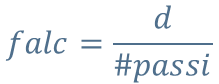 falc = d / #passi